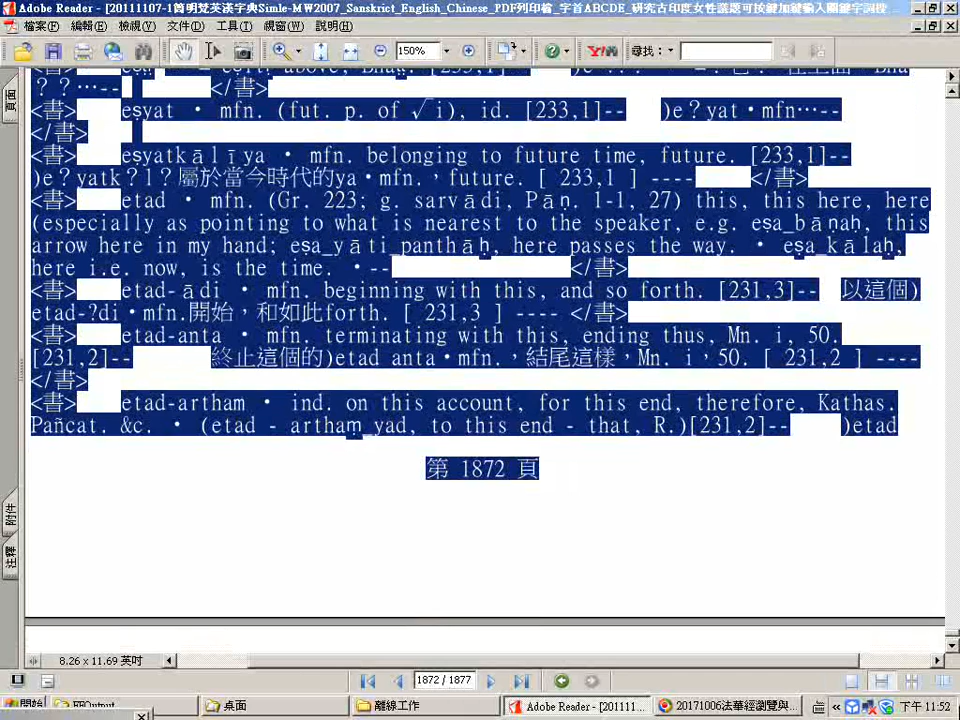 Adobe Reader - [20111107-1簡明梵英漢字典Simle-MW2007_Sanskrict_English_Chinese_PDF列印檔_字首ABCDE_研究古印度女性議題可按快
檔案(F) 編輯(E) 檢視(V) 文件(D) 工具(T) 視窗(W) 說明(H)
150% 尋找：
？？…-- </書>
<書> eṣyat • mfn. (fut. p. of √i), id. [233,1]-- )e？yat•mfn…--
</書>
<書> eṣyatkālīya • mfn. belonging to future time, future. [233,1]--
)e？yatk？l？屬於當今時代的ya•mfn.，future. [ 233,1 ] ---- </書>
<書> etad • mfn. (Gr. 223; g. sarvādi, Pāṇ. 1-1, 27) this, this here, here
(especially as pointing to what is nearest to the speaker, e.g. eṣa_bāṇaḥ, this
arrow here in my hand; eṣa_yāti_panthāḥ, here passes the way. • eṣa_kālaḥ,
here i.e. now, is the time. •-- </書>
<書> etad-ādi • mfn. beginning with this, and so forth. [231,3]-- 以這個)
etad-?di•mfn.開始，和如此forth. [ 231,3 ] ---- </書>
<書> etad-anta • mfn. terminating with this, ending thus, Mn. i, 50.
[231,2]-- 終止這個的)etad anta•mfn.，結尾這樣，Mn. i，50. [ 231,2 ] ----
</書>
<書> etad-artham • ind. on this account, for this end, therefore, Kathas.
Pañcat. &c. • (etad - arthaṃ_yad, to this end - that, R.)[231,2]-- )etad
第 1872 頁
頁面
附件
注釋
8.26 x 11.69 英吋
1872 / 1877
開始 FFOutput 桌面 離線工作 Adobe Reader - [201111... 20171006法華經瀏覽與... 下午 11:52